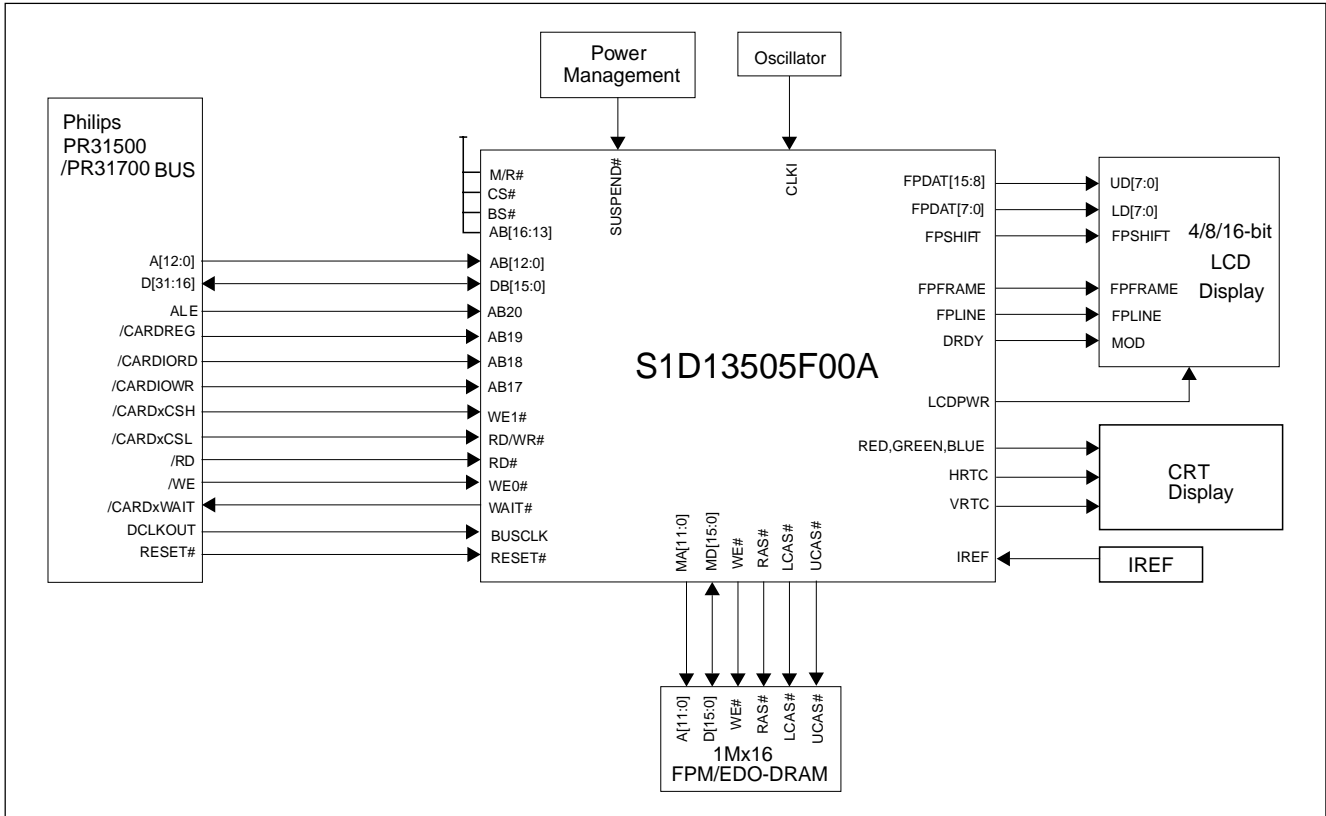 Power
Management
Oscillator
Philips
PR31500
/PR31700 BUS
SUSPEND#
CLKI
M/R#
CS#
BS#
AB[16:13]
A[12:0]
AB[12:0]
D[31:16]
DB[15:0]
ALE
AB20
/CARDREG
AB19
/CARDIORD
AB18
/CARDIOWR
AB17
/CARDxCSH
WE1#
/CARDxCSL
RD/WR#
/RD
RD#
/WE
WE0#
/CARDxWAIT
WAIT#
DCLKOUT
BUSCLK
RESET#
RESET#
S1D13505F00A
FPDAT[15:8]
UD[7:0]
FPDAT[7:0]
LD[7:0]
FPSHIFT
FPSHIFT
4/8/16-bit
LCD
Display
FPFRAME
FPFRAME
FPLINE
FPLINE
DRDY
MOD
LCDPWR
RED,GREEN,BLUE
HRTC
VRTC
CRT
Display
IREF
IREF
MA[11:0]
MD[15:0]
WE#
RAS#
LCAS#
UCAS#
A[11:0]
D[15:0]
WE#
RAS#
LCAS#
UCAS#
1Mx16
FPM/EDO-DRAM